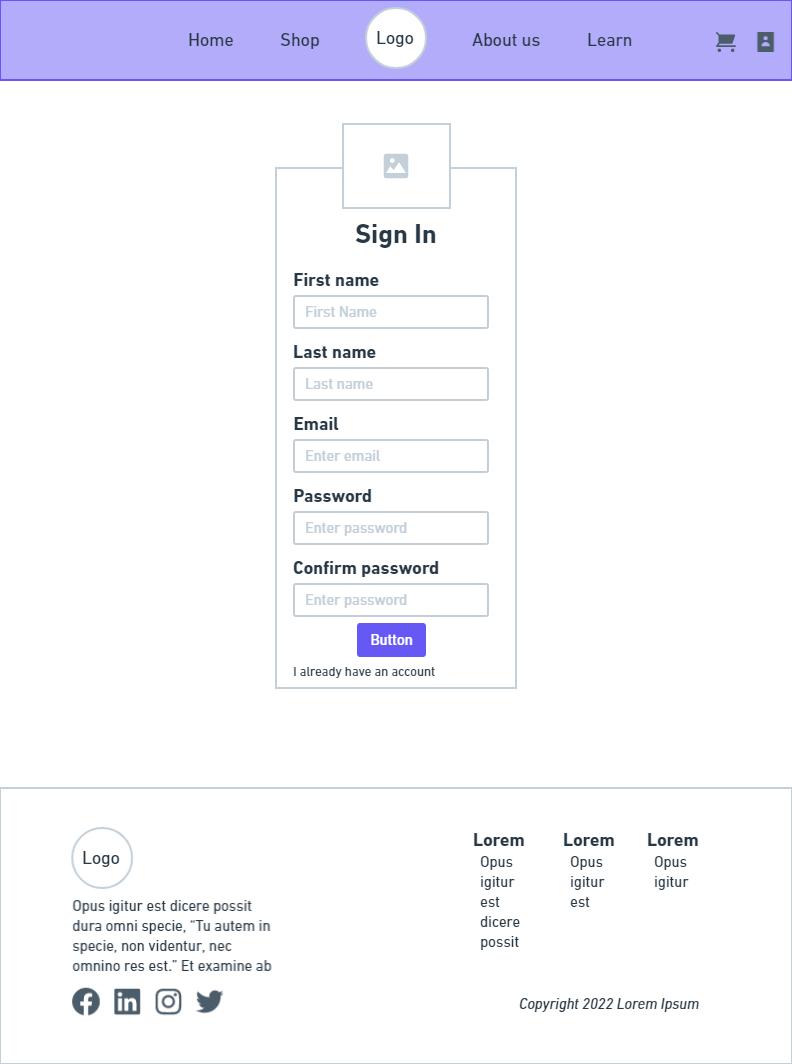 Home Shop Logo About us Learn
Sign In
First name
First Name
Last name
Last name
Email
Enter email
Password
Enter password
Confirm password
Enter password
Button
I already have an account
Logo
Opus igitur est dicere possit
dura omni specie, “Tu autem in
specie, non videntur, nec
omnino res est.” Et examine ab
Lorem
Opus
igitur
est
dicere
possit
Lorem
Opus
igitur
est
Lorem
Opus
igitur
Copyright 2022 Lorem Ipsum